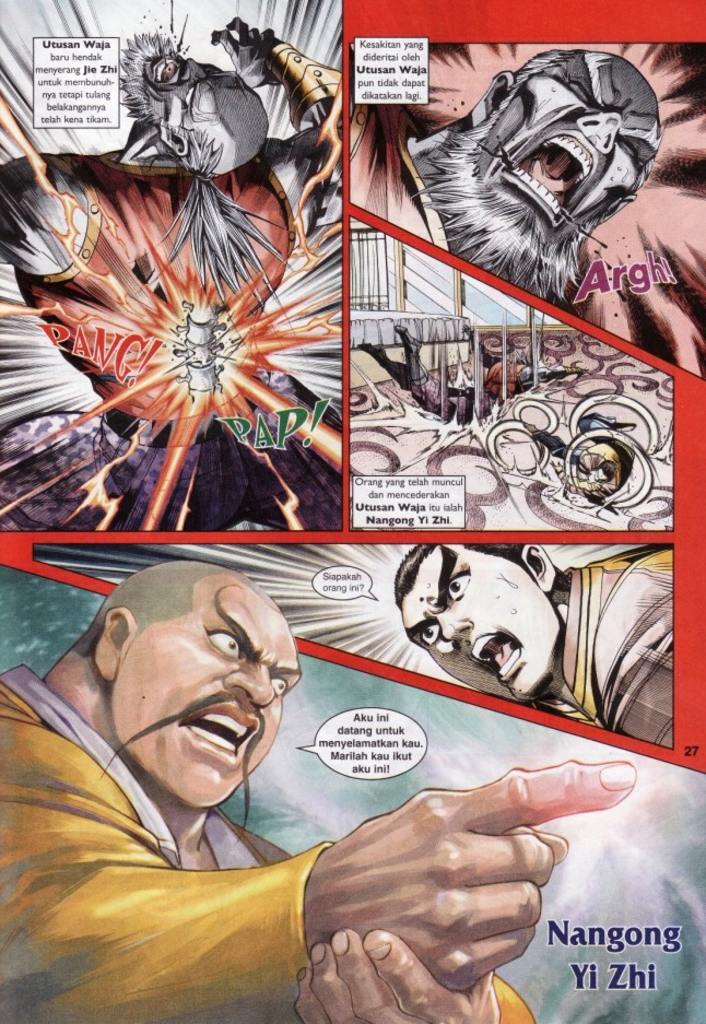 Utusan Waja
baru hendak
menyerang Jie Zhi
untuk membunuh-
nya tetapi tulang
belakangannya
telah kena tikam.
PANG!
PAP!
Kesakitan yang
dideritai oleh
Utusan Waja
pun tidak dapat
dikatakan lagi.
Argh!
Orang yang telah muncul
dan mencederakan
Utusan Waja itu ialah
Nangong Yi Zhi.
Siapakah
orang ini?
Aku ini
datang untuk
menyelamatkan kau.
Marilah kau ikut
aku ini!
27
Nangong
Yi Zhi